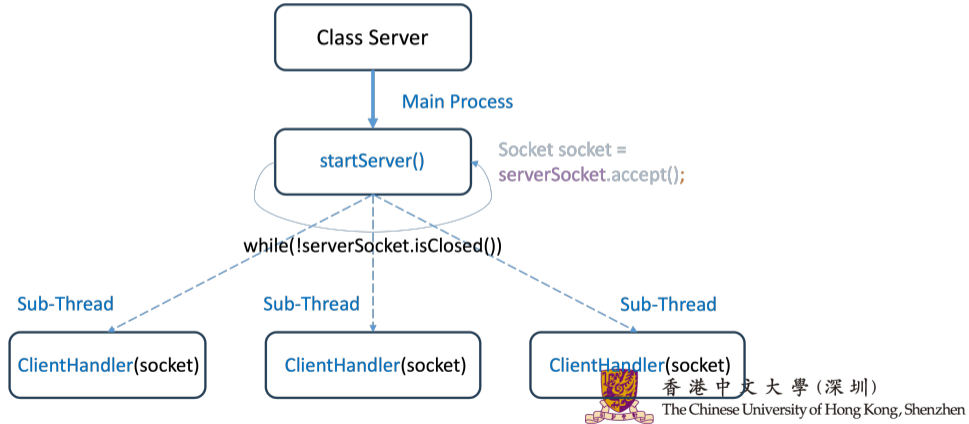 Class Server
Main Process
startServer()
Socket socket =
serverSocket.accept();
while(!serverSocket.isClosed())
Sub-Thread
Sub-Thread
Sub-Thread
ClientHandler(socket)
ClientHandler(socket)
ClientHandler(socket)
香港中文大學(深圳)
The Chinese University of Hong Kong, Shenzhen